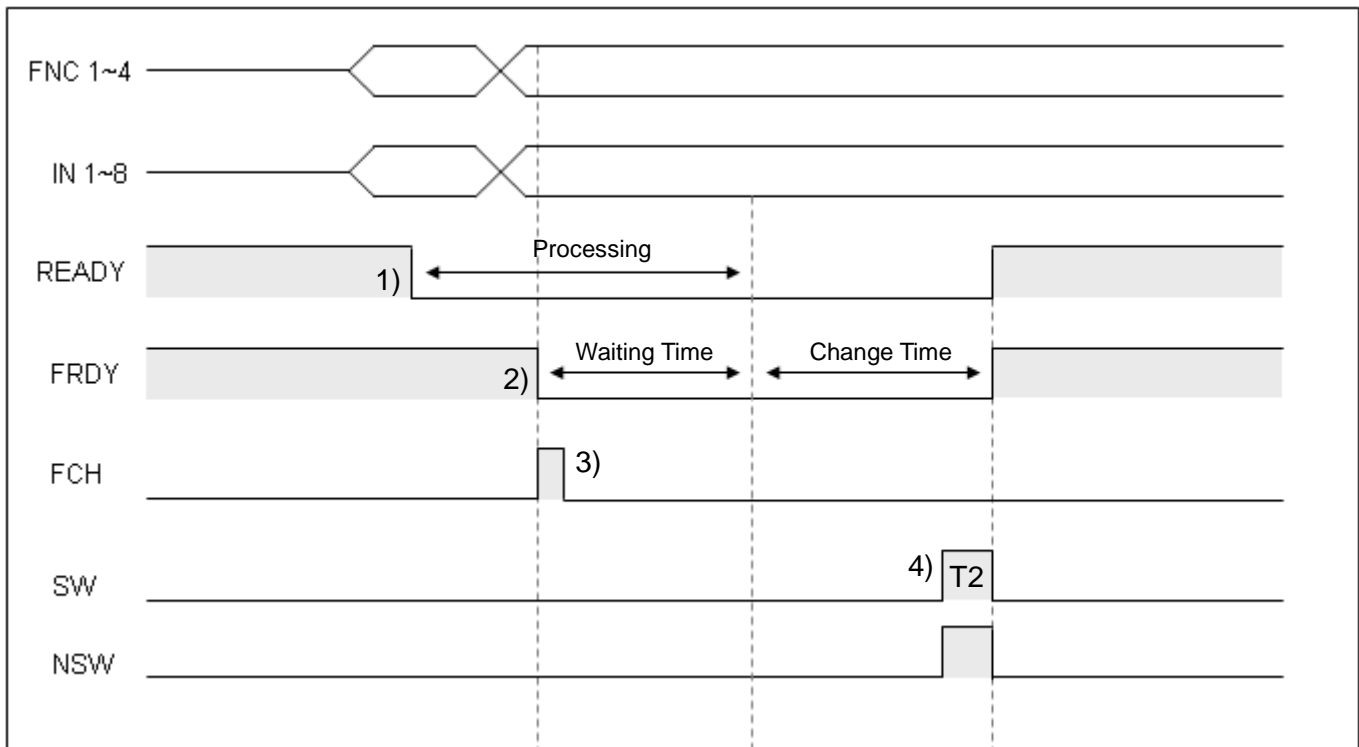 FNC 1~4
IN 1~8
Processing
READY
1)
Waiting Time
Change Time
FRDY
2)
3)
FCH
4)
T2
SW
NSW